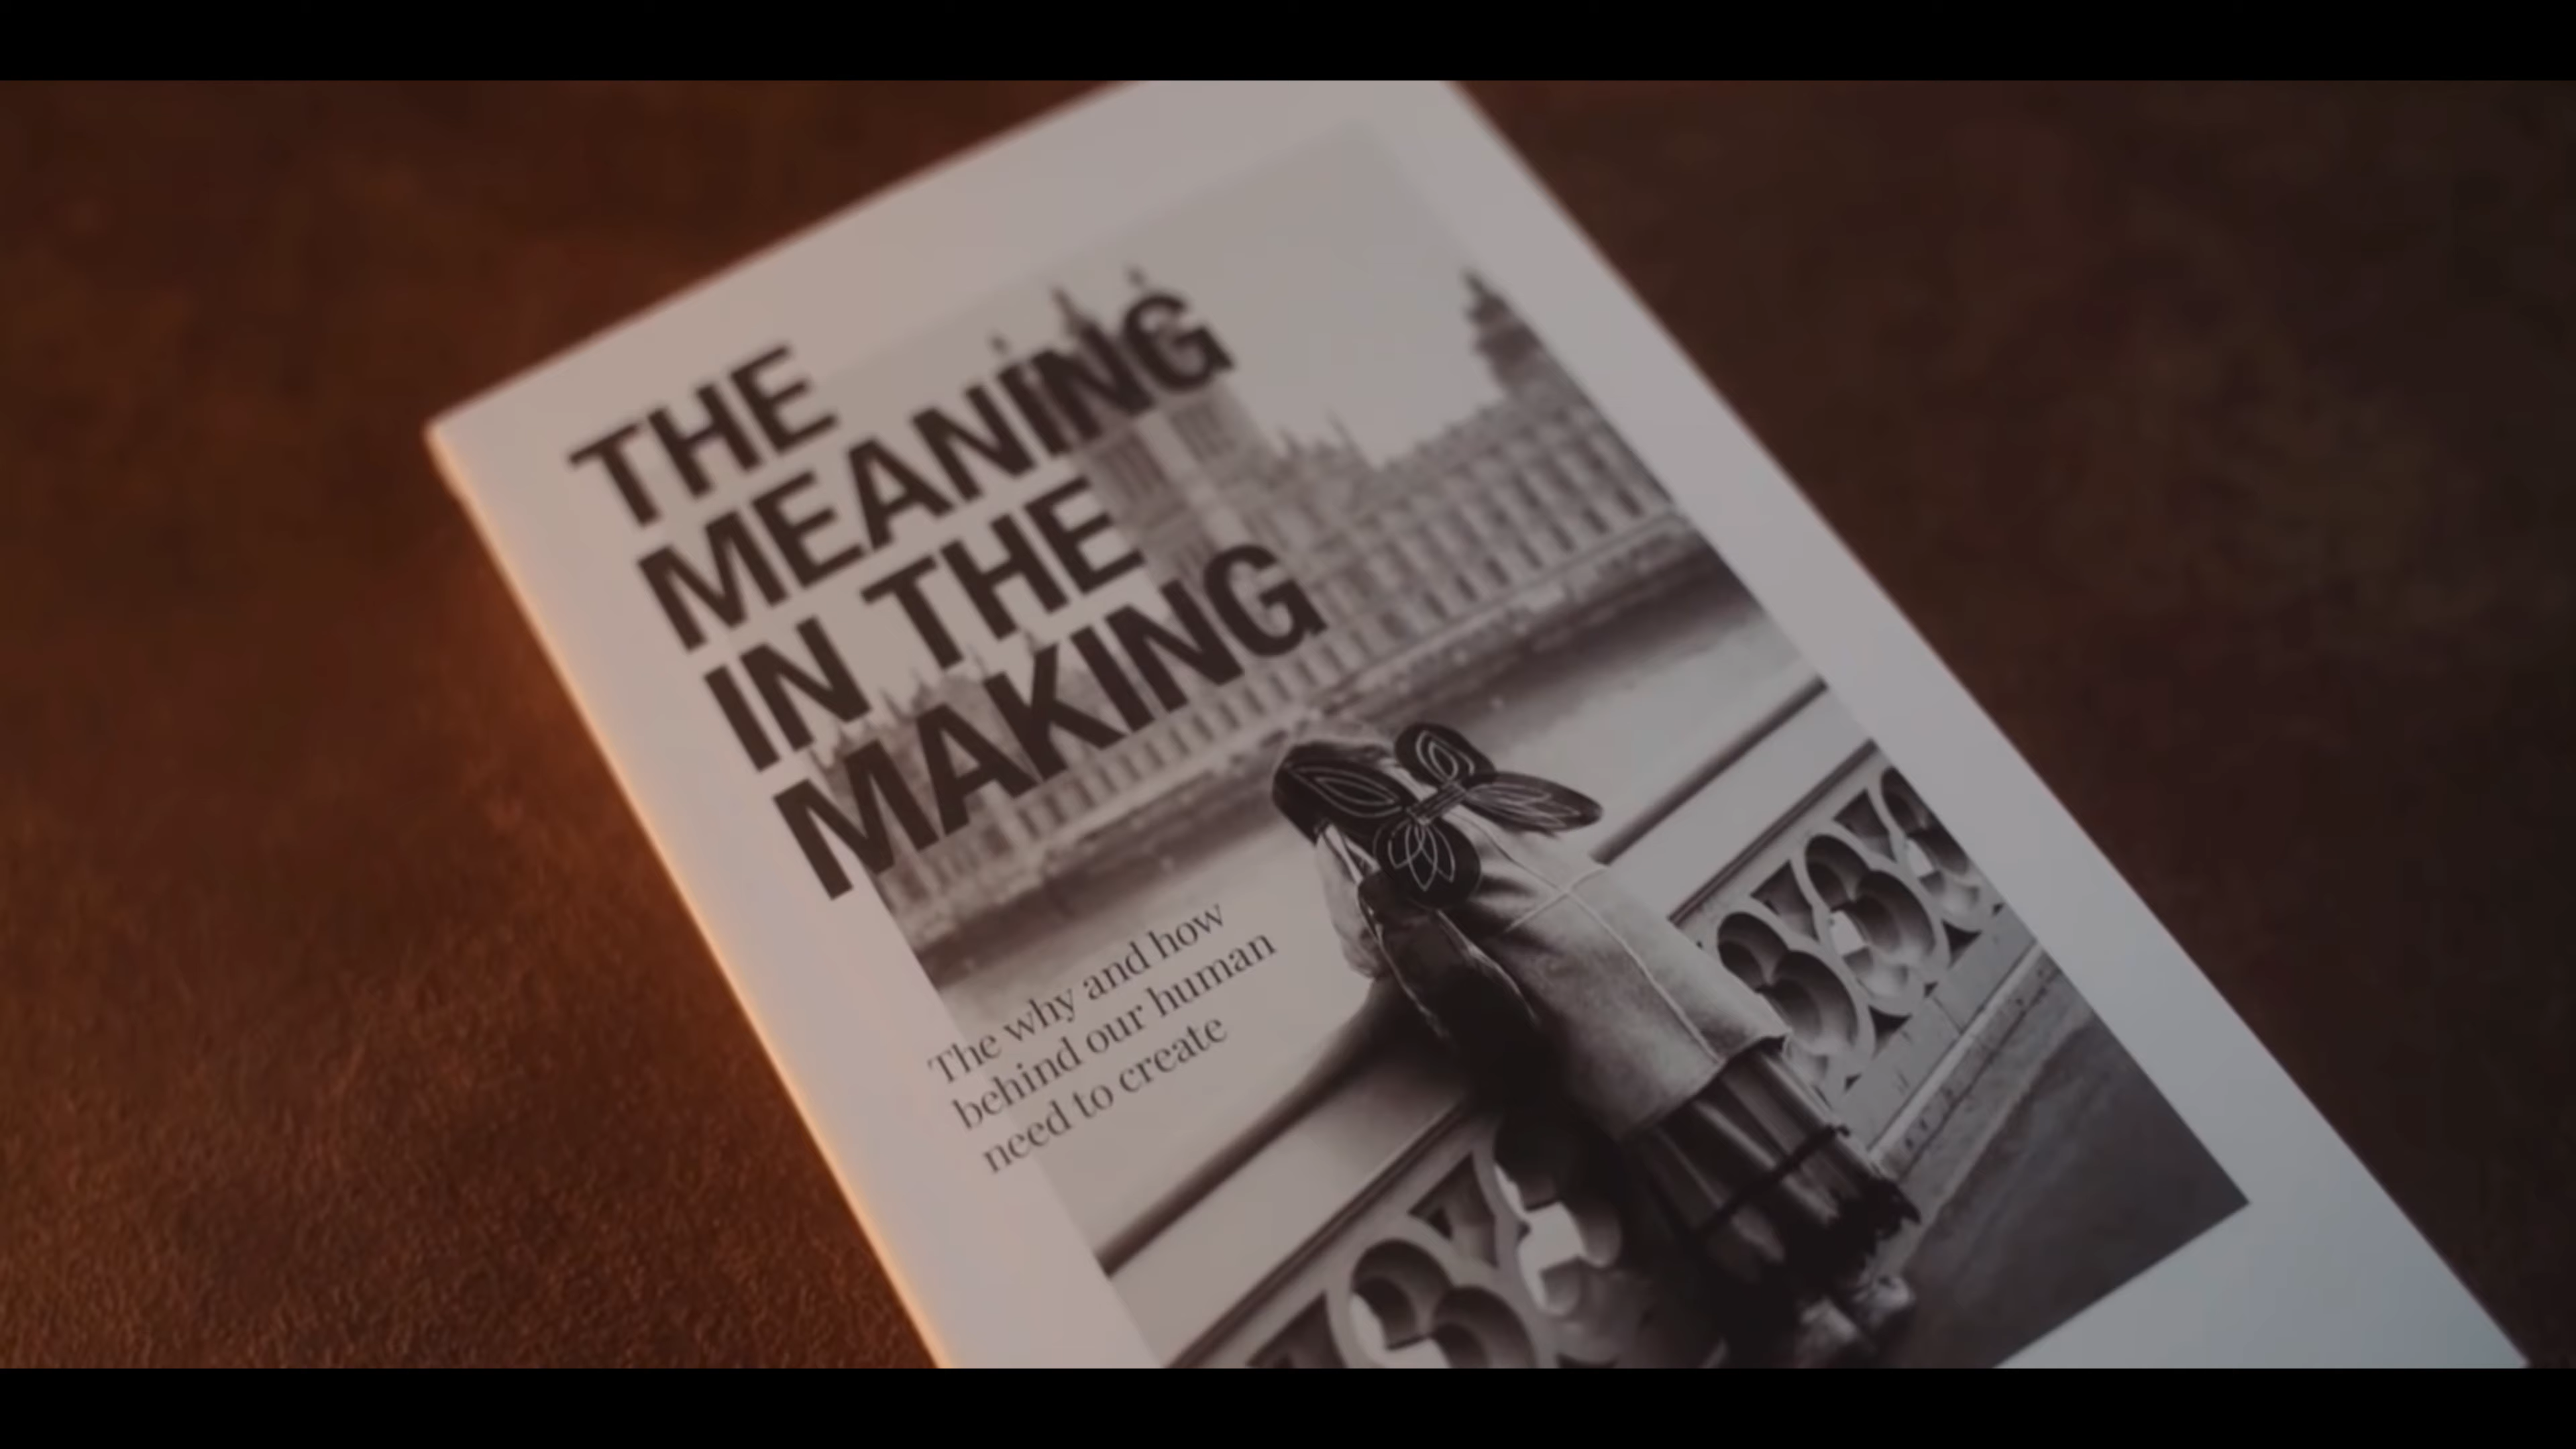 THE
MEANING
IN THE
MAKING
The why and how
behind our human
need to create